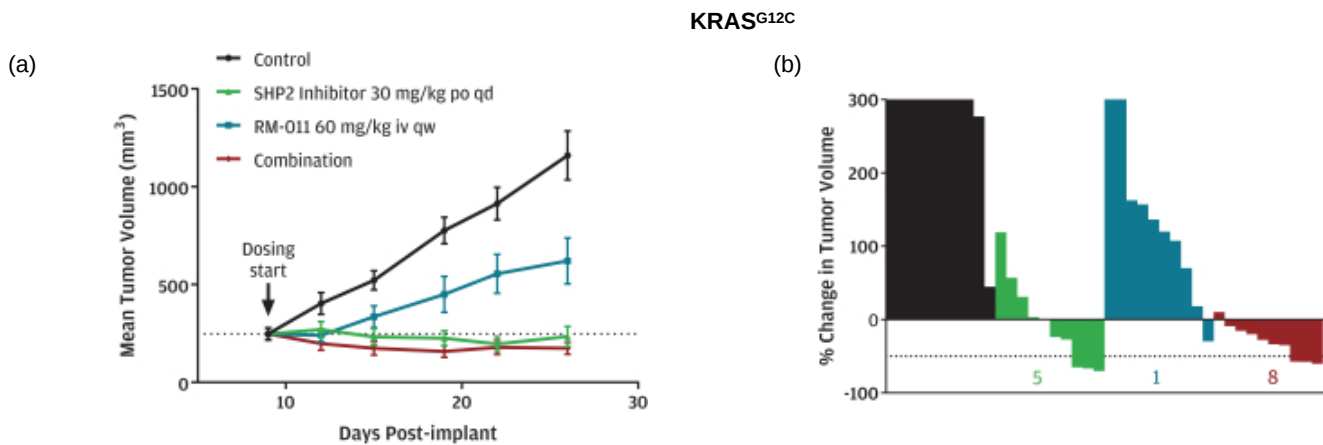 KRASG12C
(a)
Control
SHP2 Inhibitor 30 mg/kg po qd
RM-011 60 mg/kg iv qw
Combination
Mean Tumor Volume (mm³)
1500
1000
500
0
Dosing
start
10
20
30
Days Post-implant
(b)
% Change in Tumor Volume
300
200
100
0
-100
5
1
8